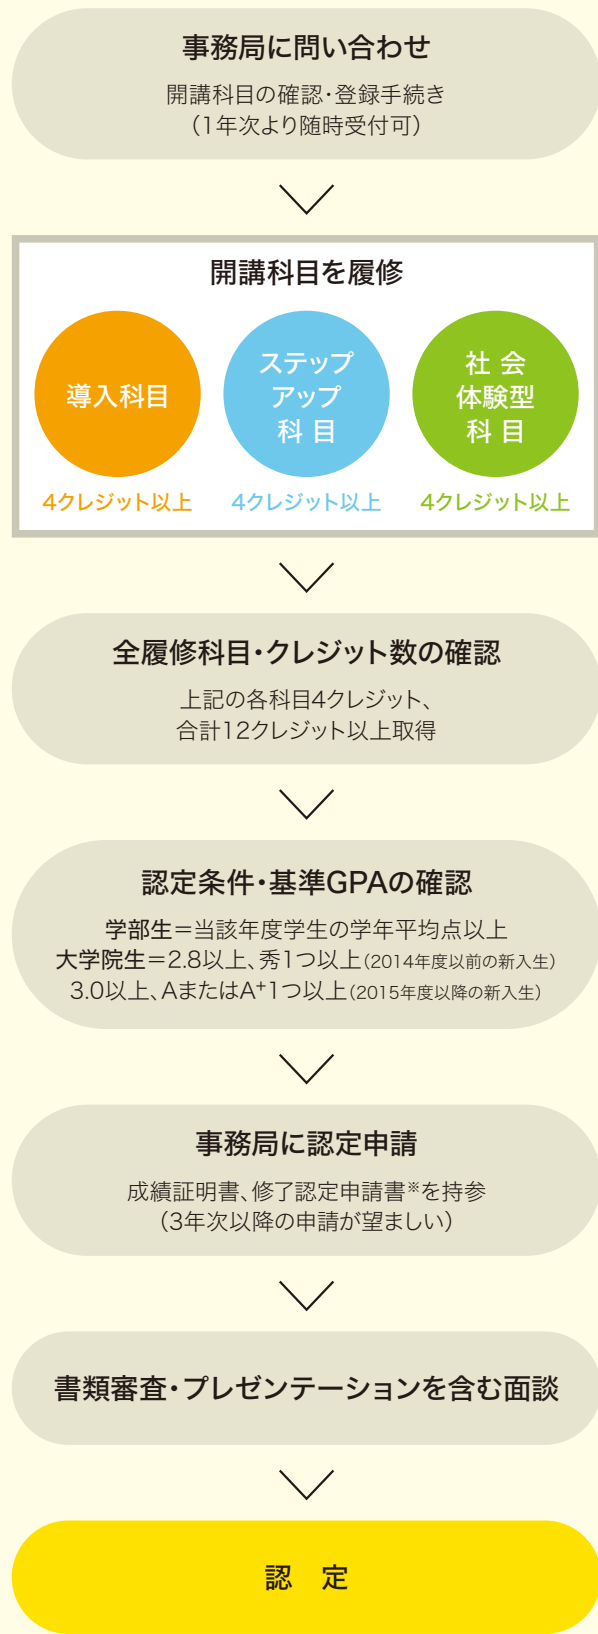 事務局に問い合わせ
開講科目の確認・登録手続き
（1年次より随時受付可）
開講科目を履修
導入科目
ステップ
アップ
科 目
社 会
体験型
科 目
4クレジット以上
4クレジット以上
4クレジット以上
全履修科目・クレジット数の確認
上記の各科目4クレジット、
合計12クレジット以上取得
認定条件・基準GPAの確認
学部生＝当該年度学生の学年平均点以上
大学院生＝2.8以上、秀1つ以上（2014年度以前の新入生）
3.0以上、AまたはA⁺1つ以上（2015年度以降の新入生）
事務局に認定申請
成績証明書、修了認定申請書※を持参
（3年次以降の申請が望ましい）
書類審査・プレゼンテーションを含む面談
認　定